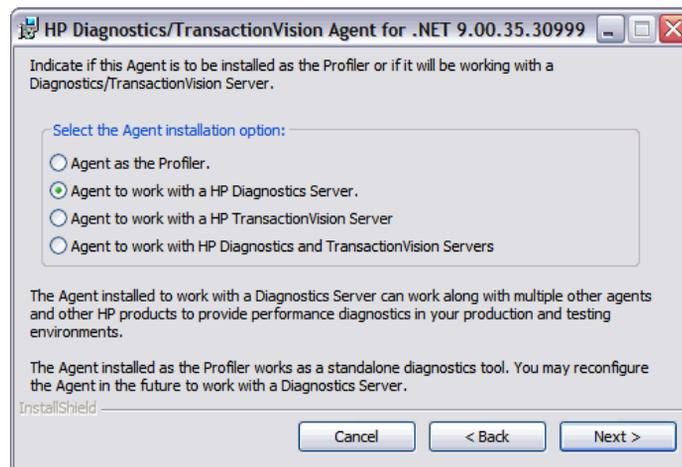 HP Diagnostics/TransactionVision Agent for .NET 9.00.35.30999
Indicate if this Agent is to be installed as the Profiler or if it will be working with a
Diagnostics/TransactionVision Server.
Select the Agent installation option:
Agent as the Profiler.
Agent to work with a HP Diagnostics Server.
Agent to work with a HP TransactionVision Server
Agent to work with HP Diagnostics and TransactionVision Servers
The Agent installed to work with a Diagnostics Server can work along with multiple other agents
and other HP products to provide performance diagnostics in your production and testing
environments.
The Agent installed as the Profiler works as a standalone diagnostics tool. You may reconfigure
the Agent in the future to work with a Diagnostics Server.
InstallShield
Cancel
< Back
Next >